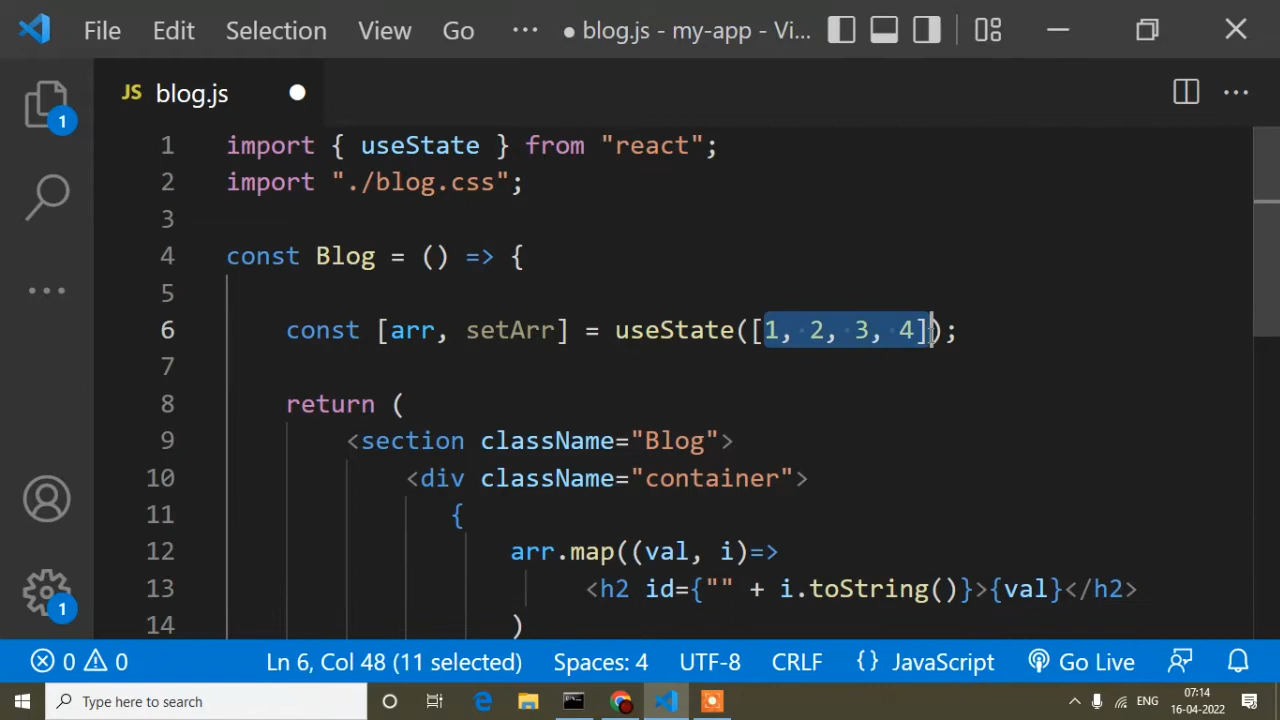 File Edit Selection View Go ··· ● blog.js - my-app - Vi...
JS blog.js ●
1 import { useState } from "react";
2 import "./blog.css";
3
4 const Blog = () => {
5
6 const [arr, setArr] = useState([1, 2, 3, 4]);
7
8 return (
9 <section className="Blog">
10 <div className="container">
11 {
12 arr.map((val, i)=>
13 <h2 id={"" + i.toString()}>{val}</h2>
14 )
1
1
0 0 Ln 6, Col 48 (11 selected) Spaces: 4 UTF-8 CRLF {} JavaScript Go Live
Type here to search ENG 07:14 16-04-2022